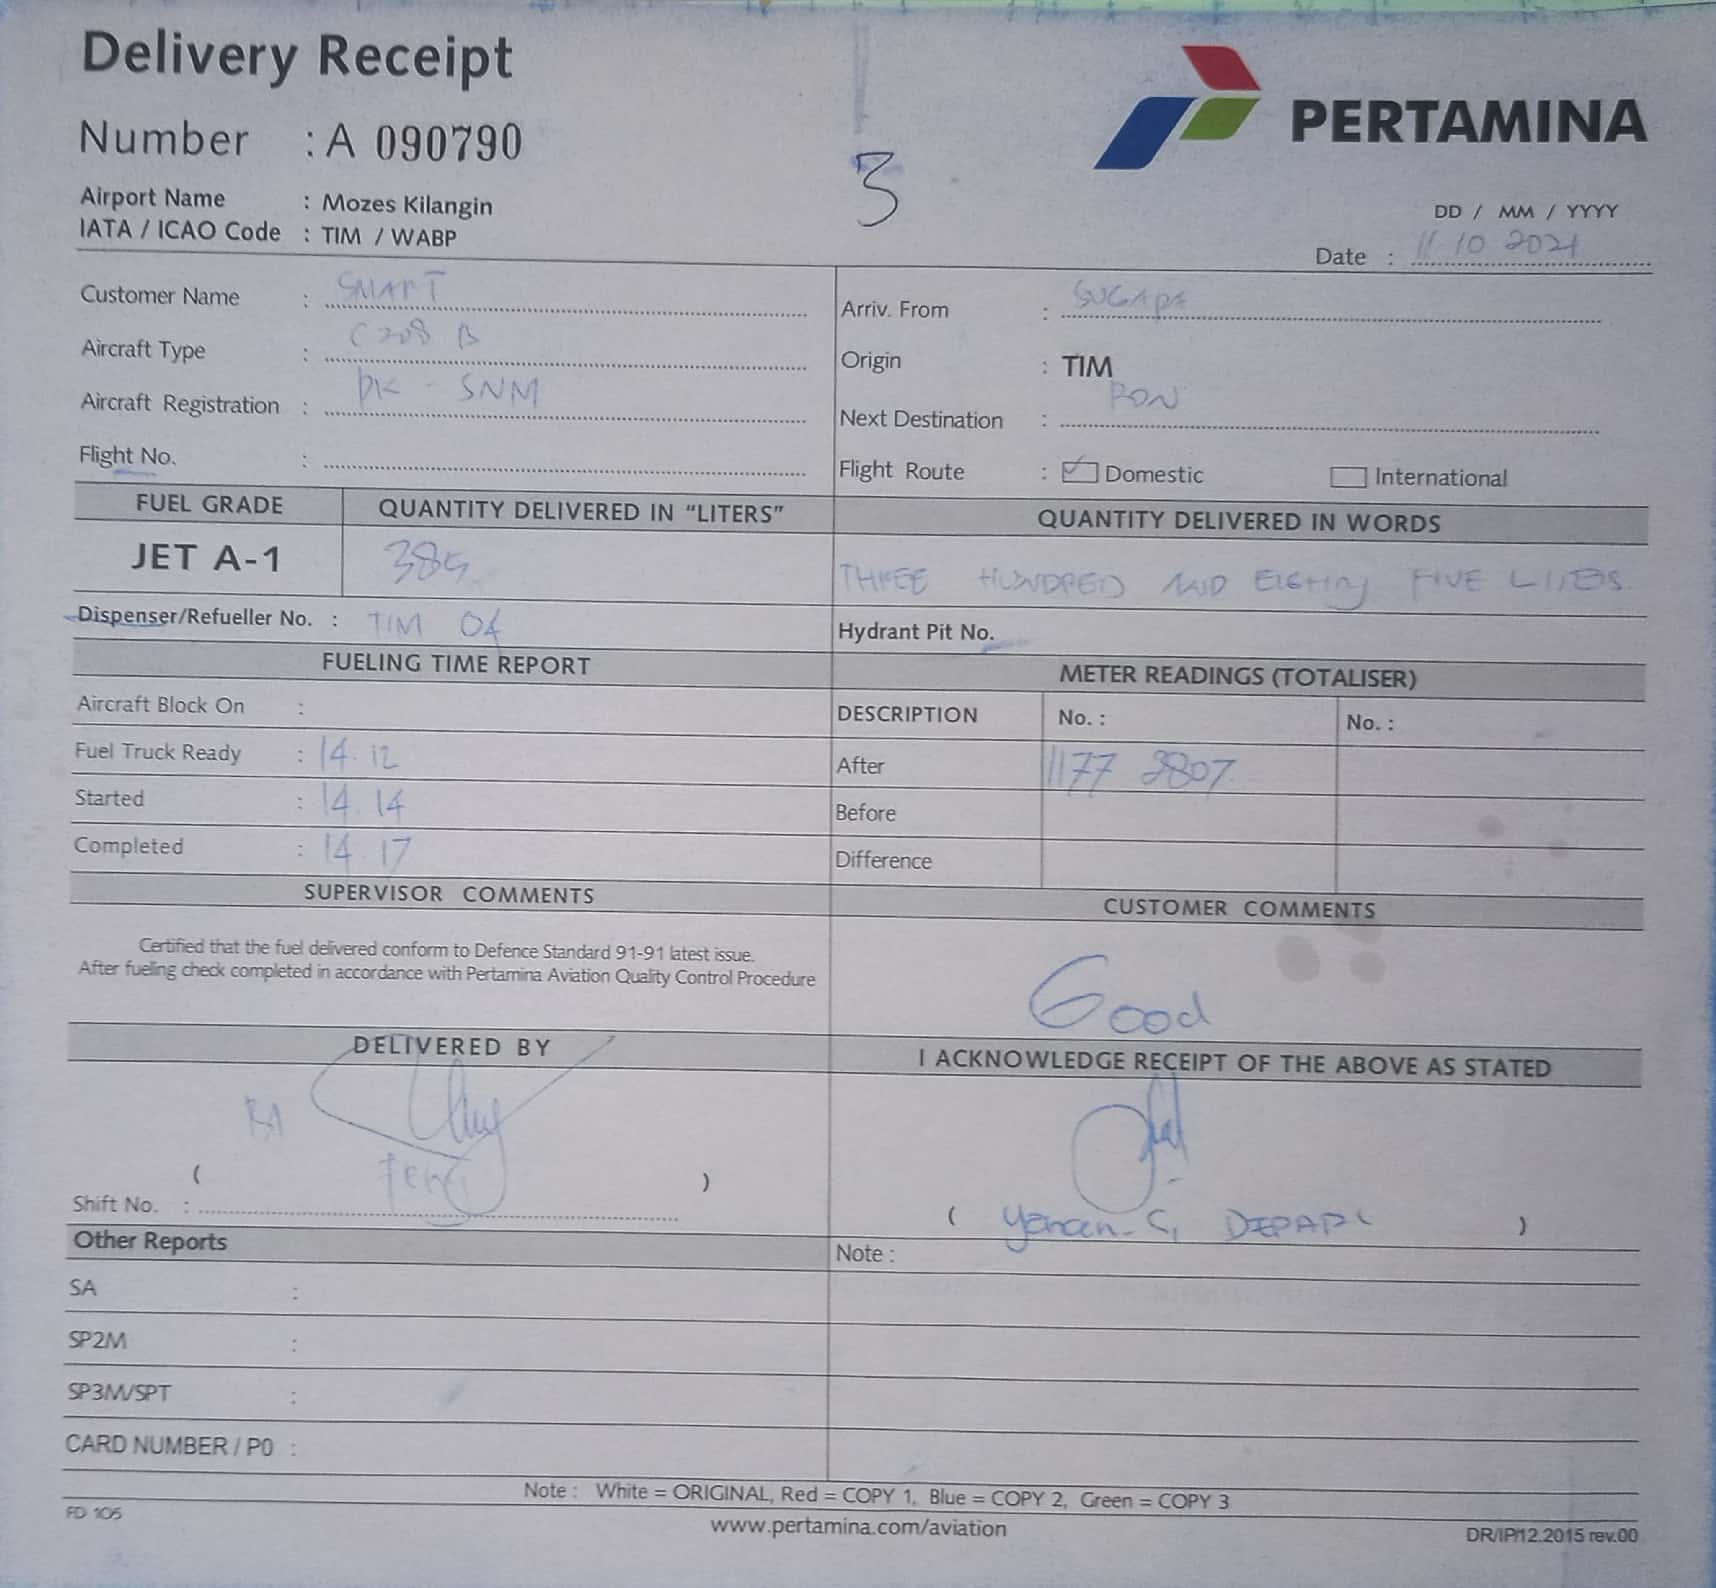 Delivery Receipt
PERTAMINA
Number : A 090790
3
Airport Name : Mozes Kilangin
IATA / ICAO Code : TIM / WABP
DD / MM / YYYY
Date : 11 10 2021
Customer Name : SMART
Arriv. From : SUGAPA
Aircraft Type : C208 B
Origin : TIM
Aircraft Registration : PK - SNM
Next Destination : RON
Flight No. :
Flight Route : Domestic International
FUEL GRADE QUANTITY DELIVERED IN "LITERS" QUANTITY DELIVERED IN WORDS
JET A-1 385 THREE HUNDRED AND EIGHTY FIVE
Dispenser/Refueller No. : TIM 04
Hydrant Pit No.
FUELING TIME REPORT METER READINGS (TOTALISER)
Aircraft Block On :
DESCRIPTION No. : No. :
Fuel Truck Ready : 14.12
After 1177 3807
Started : 14.14
Before
Completed : 14.17
Difference
SUPERVISOR COMMENTS CUSTOMER COMMENTS
Certified that the fuel delivered conform to Defence Standard 91-91 latest issue.
After fueling check completed in accordance with Pertamina Aviation Quality Control Procedure
Good
DELIVERED BY I ACKNOWLEDGE RECEIPT OF THE ABOVE AS STATED
( )
Shift No. :
( )
Other Reports
Note :
SA :
SP2M :
SP3M/SPT :
CARD NUMBER / P0 :
Note : White = ORIGINAL, Red = COPY 1, Blue = COPY 2, Green = COPY 3
FD 105
www.pertamina.com/aviation
DR/IP/12.2015 rev.00